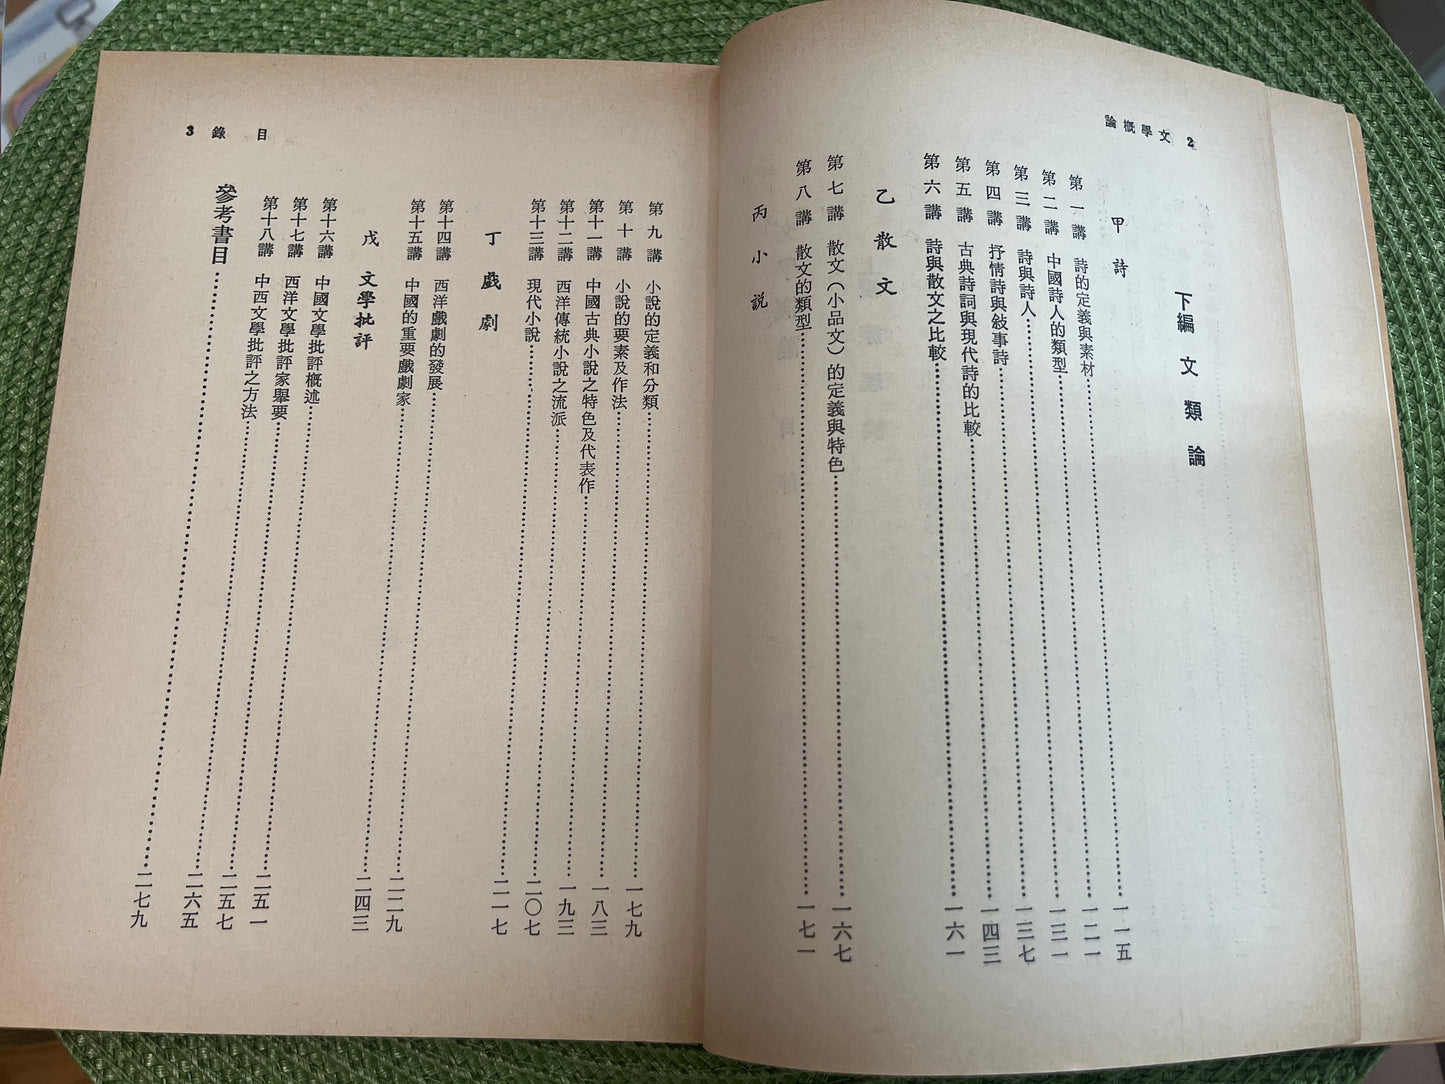 2 文學概論
下編 文類論
甲 詩
第一講 詩的定義與素材……一一五
第二講 中國詩人的類型……一二一
第三講 詩與詩人……一三一
第四講 抒情詩與敍事詩……一三七
第五講 古典詩詞與現代詩的比較……一四三
第六講 詩與散文之比較……一六一
乙 散文
第七講 散文（小品文）的定義與特色……一六七
第八講 散文的類型……一七一
丙 小說
目錄 3
第九講 小說的定義和分類……一七九
第十講 小說的要素及作法……一八三
第十一講 中國古典小說之特色及代表作……一九三
第十二講 西洋傳統小說之流派……二〇七
第十三講 現代小說……二一七
丁 戲劇
第十四講 西洋戲劇的發展……二二九
第十五講 中國的重要戲劇家……二四三
戊 文學批評
第十六講 中國文學批評概述……二五一
第十七講 西洋文學批評家舉要……二五七
第十八講 中西文學批評之方法……二六五
參考書目……二七九